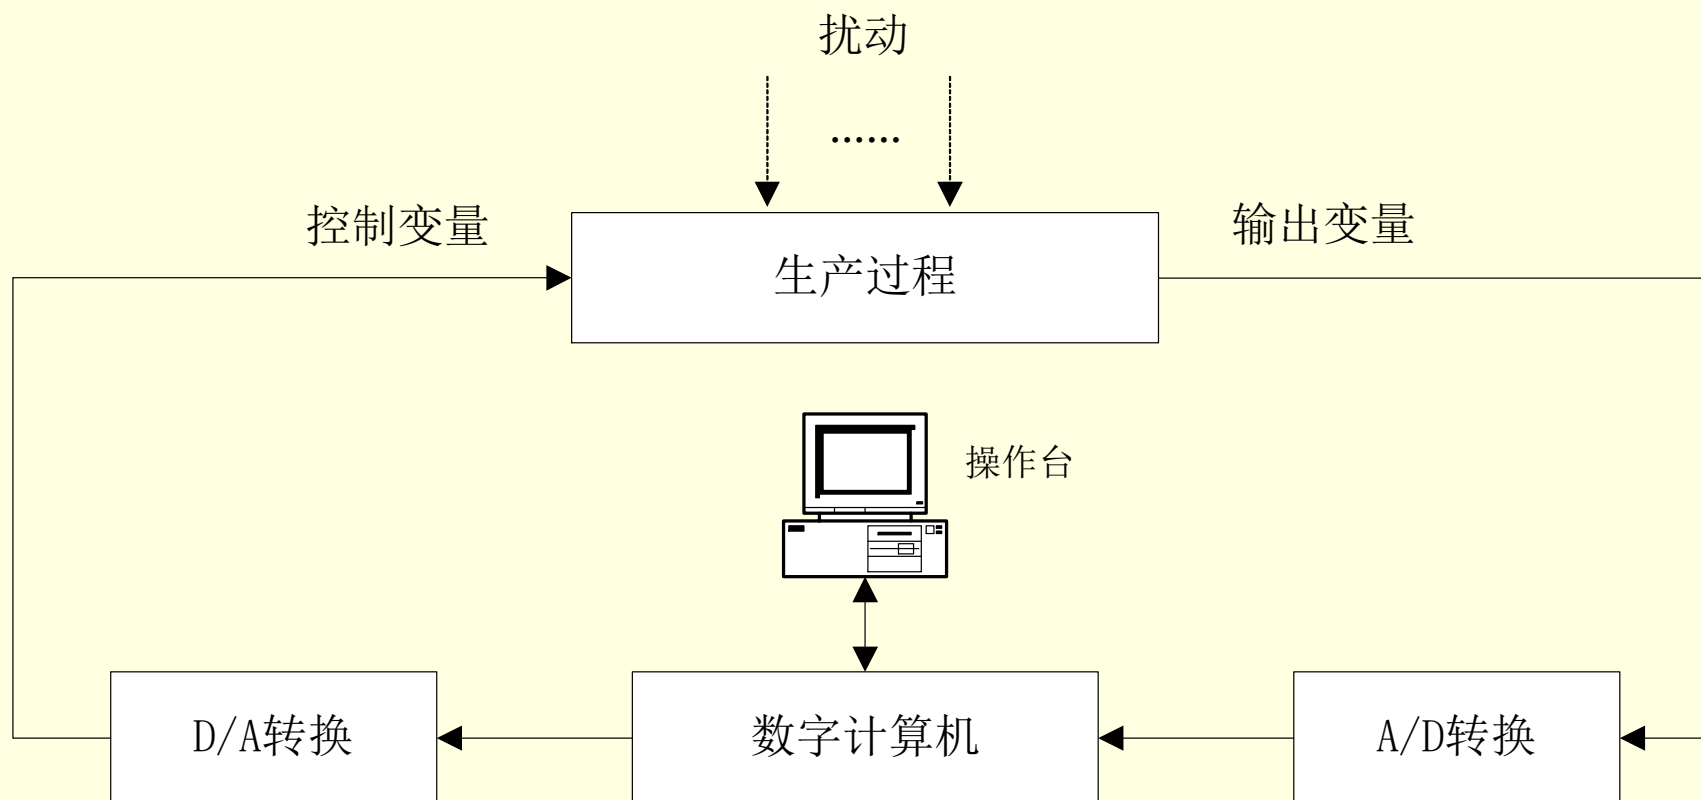 扰动
......
控制变量
输出变量
生产过程
操作台
D/A转换
数字计算机
A/D转换